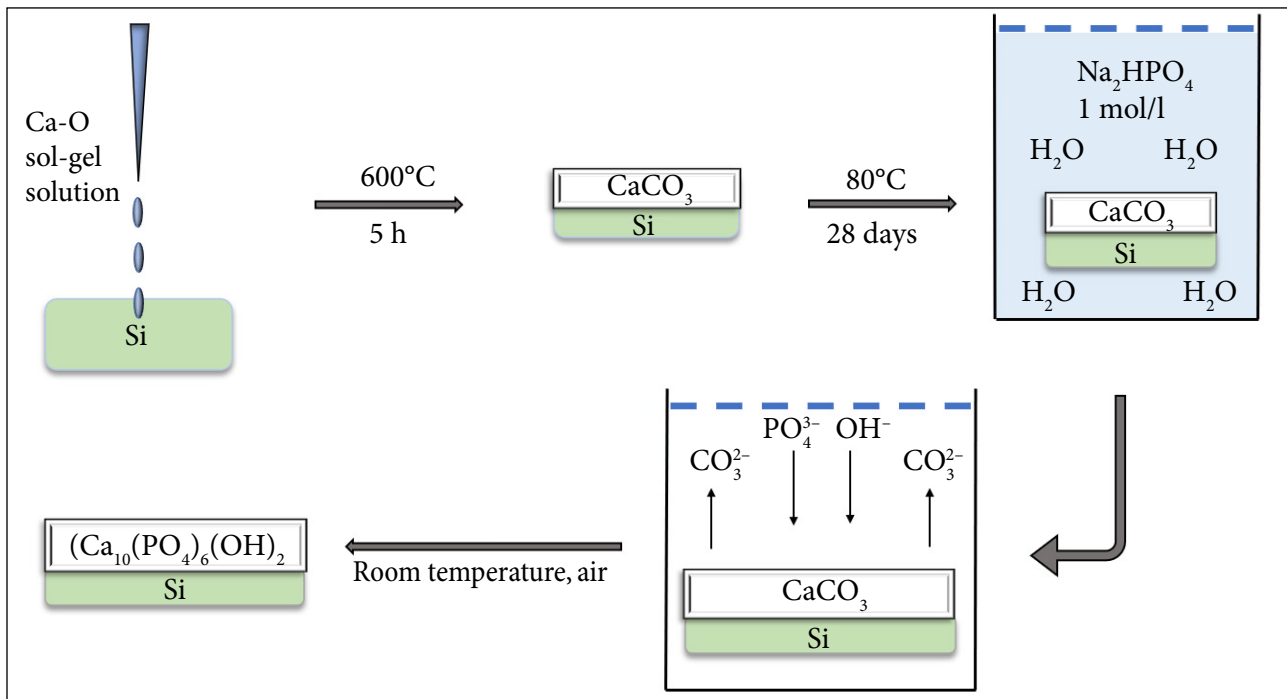 Ca-O
sol-gel
solution
Si
600°C
5 h
CaCO₃
Si
80°C
28 days
Na₂HPO₄
1 mol/l
H₂O H₂O
CaCO₃
Si
H₂O H₂O
PO₄³⁻ OH⁻
CO₃²⁻ CO₃²⁻
CaCO₃
Si
Room temperature, air
(Ca₁₀(PO₄)₆(OH)₂
Si